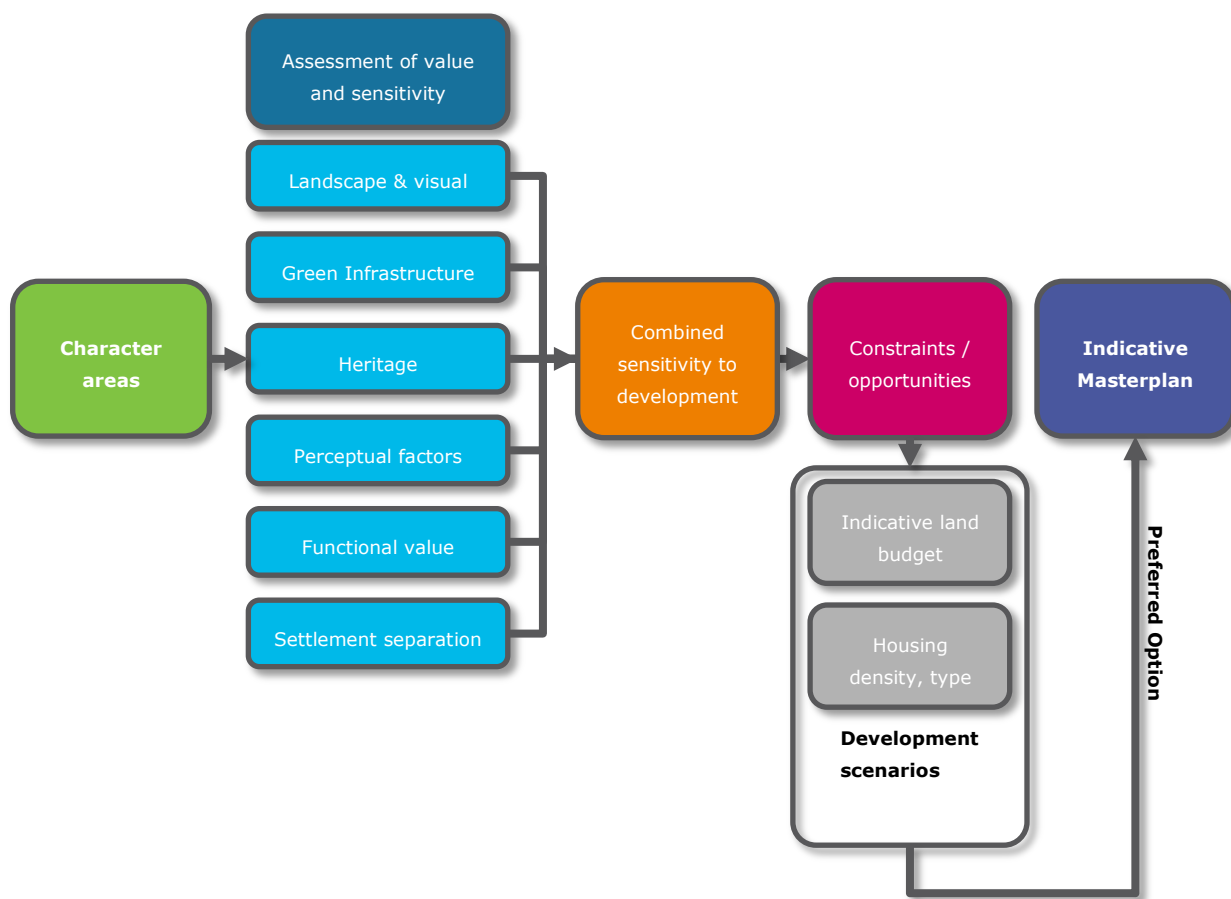 Assessment of value
and sensitivity
Landscape & visual
Green Infrastructure
Character
areas
Heritage
Perceptual factors
Functional value
Settlement separation
Combined
sensitivity to
development
Constraints /
opportunities
Indicative land
budget
Housing
density, type
Development
scenarios
Preferred Option
Indicative
Masterplan